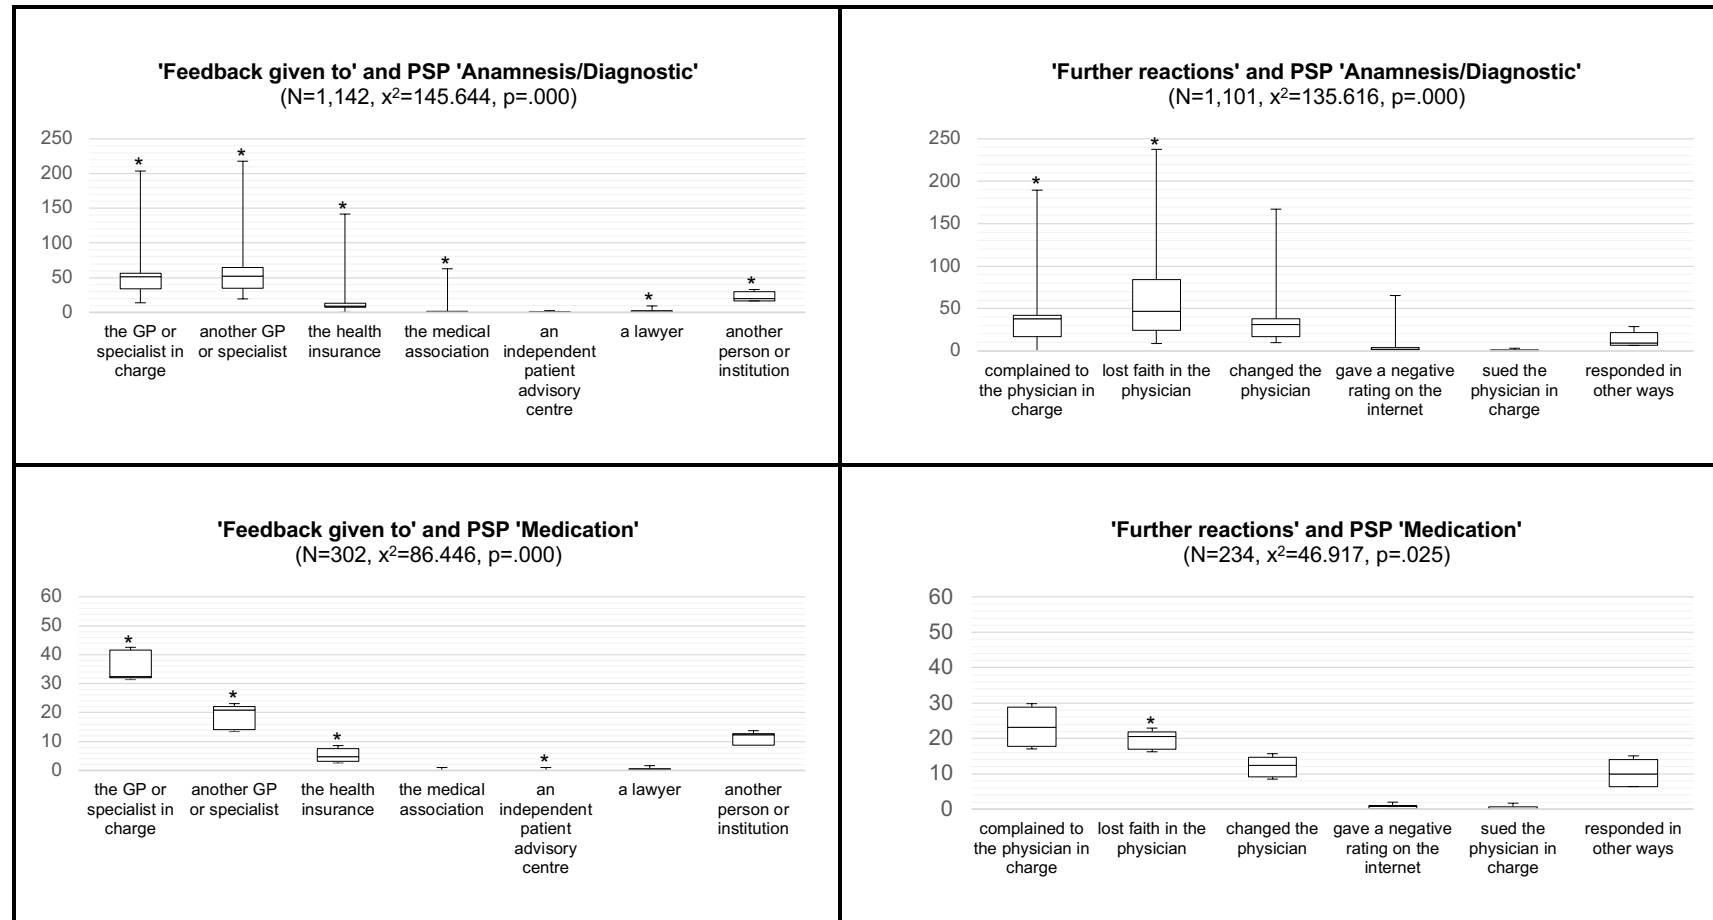 'Feedback given to' and PSP 'Anamnesis/Diagnostic'
(N=1,142, x²=145.644, p=.000)
250
200
150
100
50
0
*
*
*
*
*
*
the GP or
specialist in
charge
another GP
or specialist
the health
insurance
the medical
association
an
independent
patient
advisory
centre
a lawyer
another
person or
institution
'Further reactions' and PSP 'Anamnesis/Diagnostic'
(N=1,101, x²=135.616, p=.000)
250
200
150
100
50
0
*
*
complained to
the physician in
charge
lost faith in the
physician
changed the
physician
gave a negative
rating on the
internet
sued the
physician in
charge
responded in
other ways
'Feedback given to' and PSP 'Medication'
(N=302, x²=86.446, p=.000)
60
50
40
30
20
10
0
*
*
*
*
the GP or
specialist in
charge
another GP
or specialist
the health
insurance
the medical
association
an
independent
patient
advisory
centre
a lawyer
another
person or
institution
'Further reactions' and PSP 'Medication'
(N=234, x²=46.917, p=.025)
60
50
40
30
20
10
0
*
complained to
the physician in
charge
lost faith in the
physician
changed the
physician
gave a negative
rating on the
internet
sued the
physician in
charge
responded in
other ways